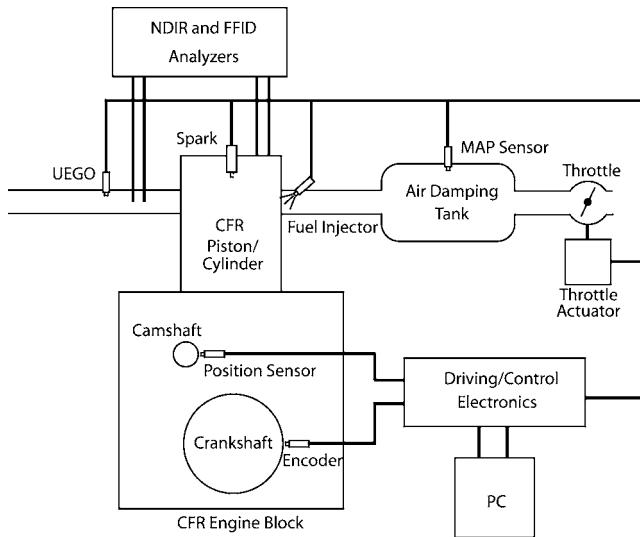 NDIR and FFID
Analyzers
Spark
UEGO
MAP Sensor
Throttle
Air Damping
Tank
CFR
Piston/
Cylinder
Fuel Injector
Throttle
Actuator
Camshaft
Position Sensor
Driving/Control
Electronics
Crankshaft
Encoder
PC
CFR Engine Block